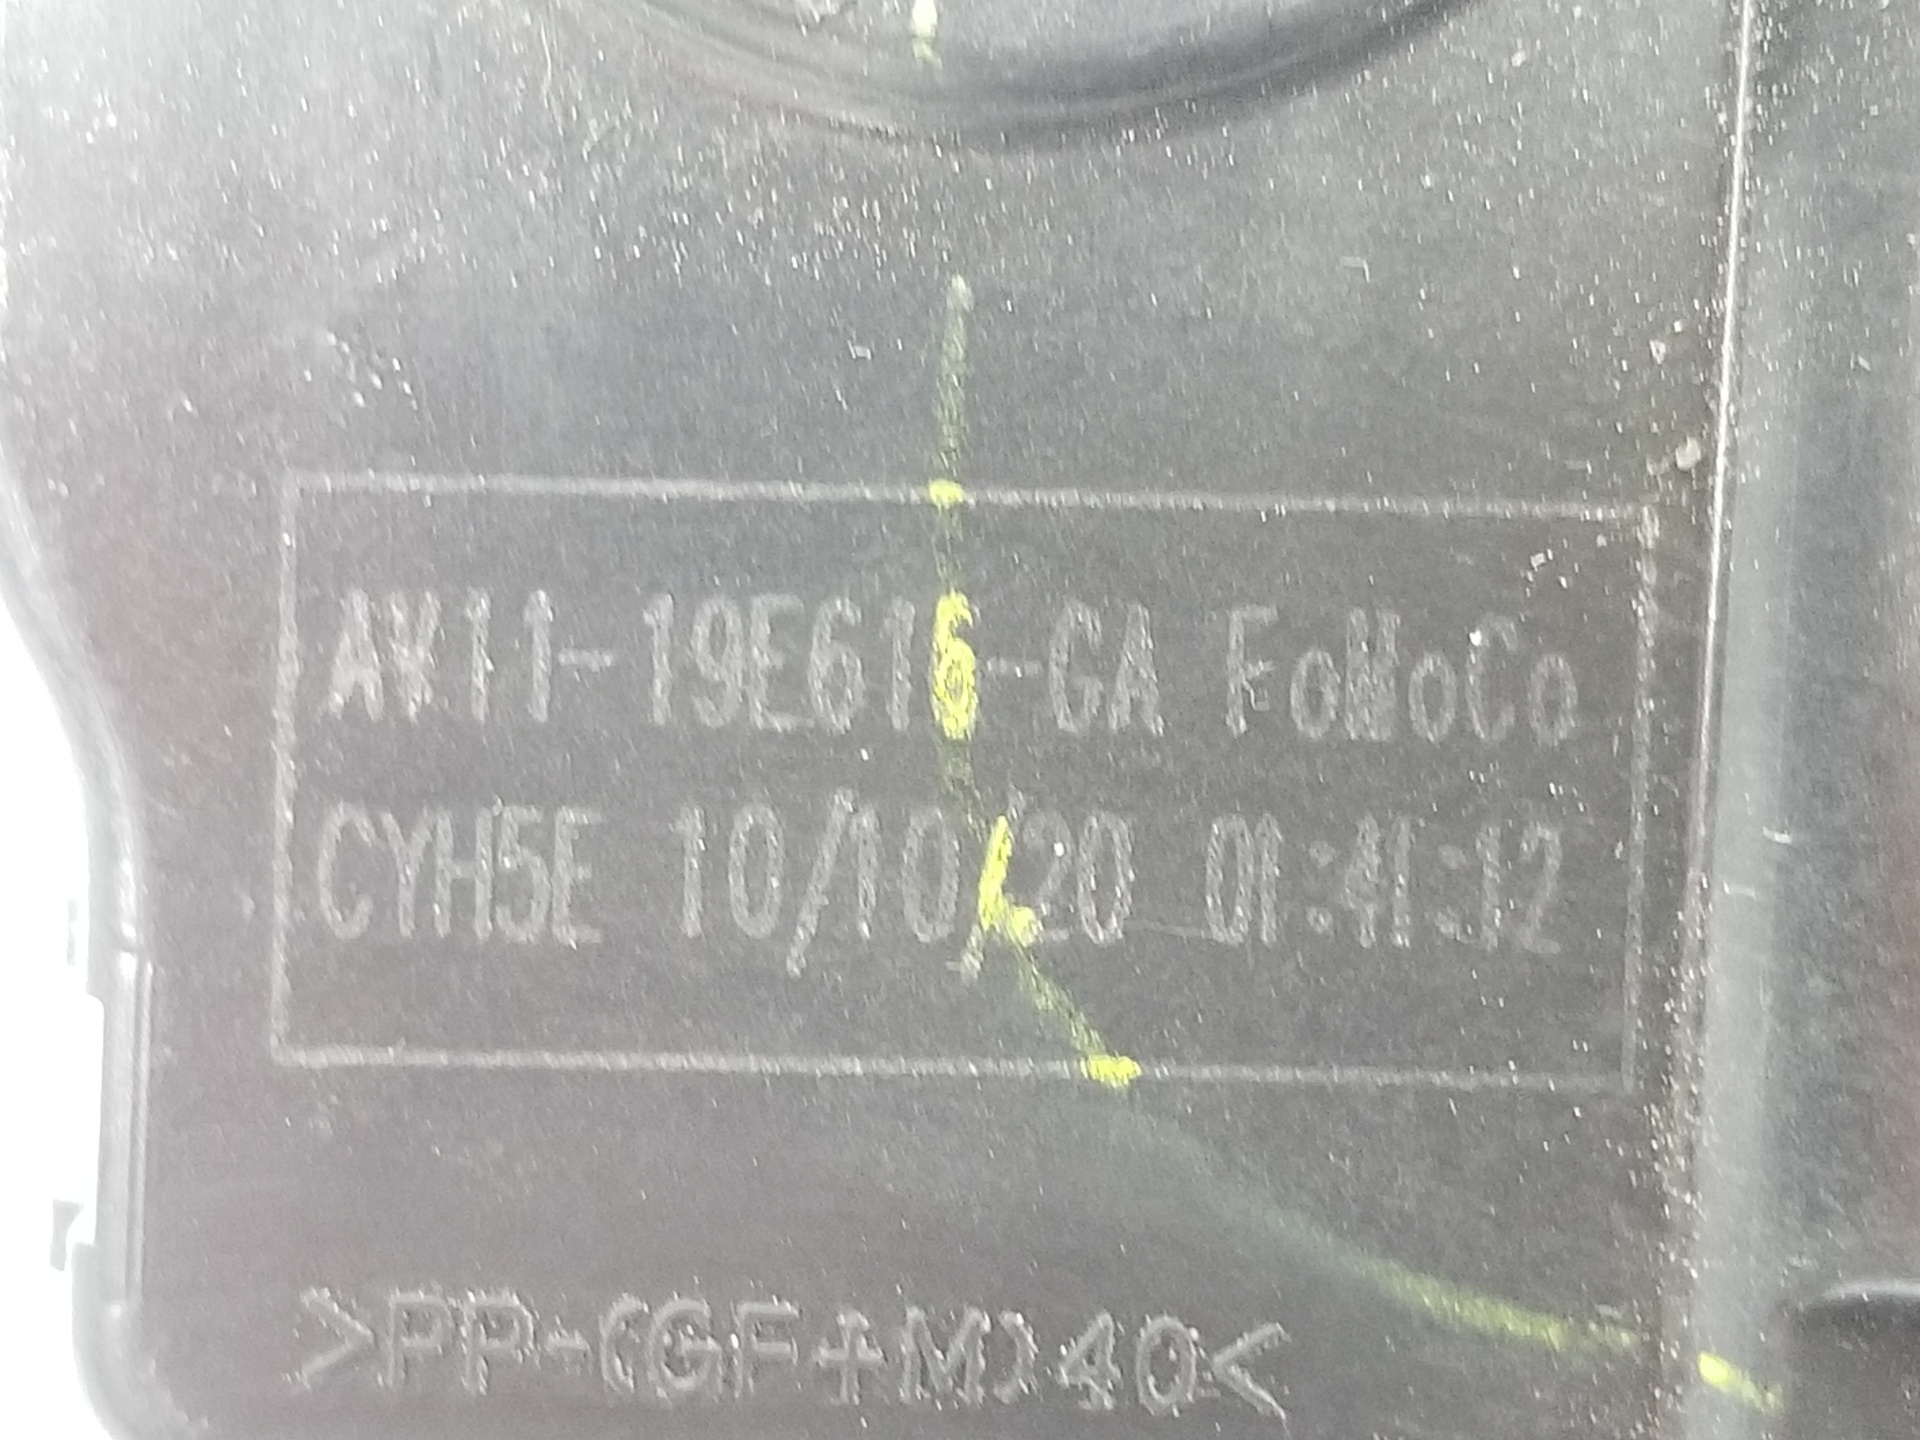 AV11-19E616-GA FoMoCo
CYH5E 10/10/20 01:41:12
>PP-(GF+M)40<